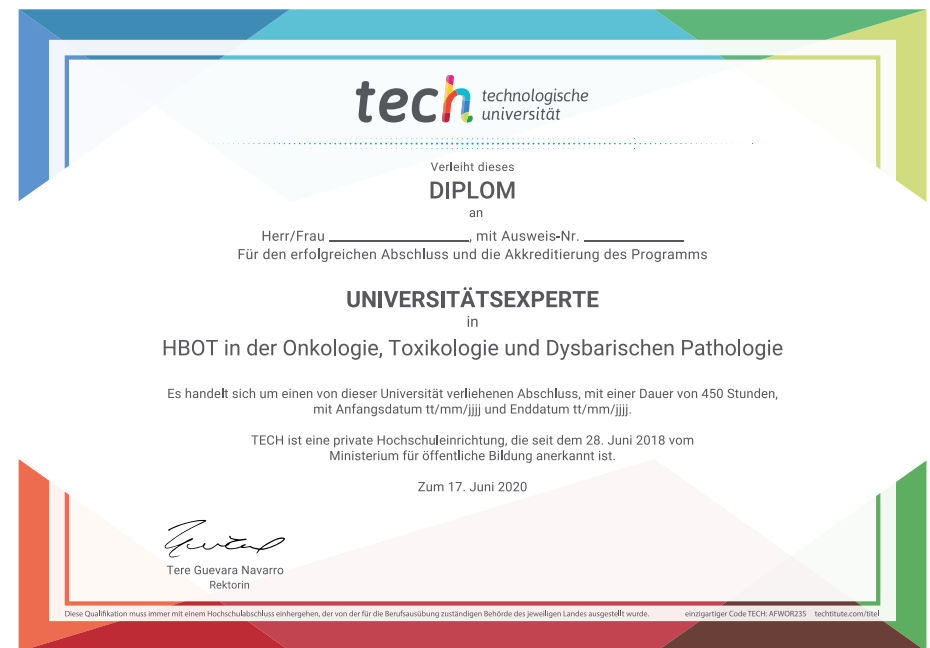 tech technologische
universität
Verleiht dieses
DIPLOM
an
Herr/Frau ____________, mit Ausweis-Nr. ____________
Für den erfolgreichen Abschluss und die Akkreditierung des Programms
UNIVERSITÄTSEXPERTE
in
HBOT in der Onkologie, Toxikologie und Dysbarischen Pathologie
Es handelt sich um einen von dieser Universität verliehenen Abschluss, mit einer Dauer von 450 Stunden,
mit Anfangsdatum tt/mm/jjjj und Enddatum tt/mm/jjjj.
TECH ist eine private Hochschuleinrichtung, die seit dem 28. Juni 2018 vom
Ministerium für öffentliche Bildung anerkannt ist.
Zum 17. Juni 2020
Tere Guevara Navarro
Rektorin
Diese Qualifikation muss immer mit einem Hochschulabschluss einhergehen, der von der für die Berufsausübung zuständigen Behörde des jeweiligen Landes ausgestellt wurde. einzigartiger Code TECH: AFWOR23S techtitute.com/titel